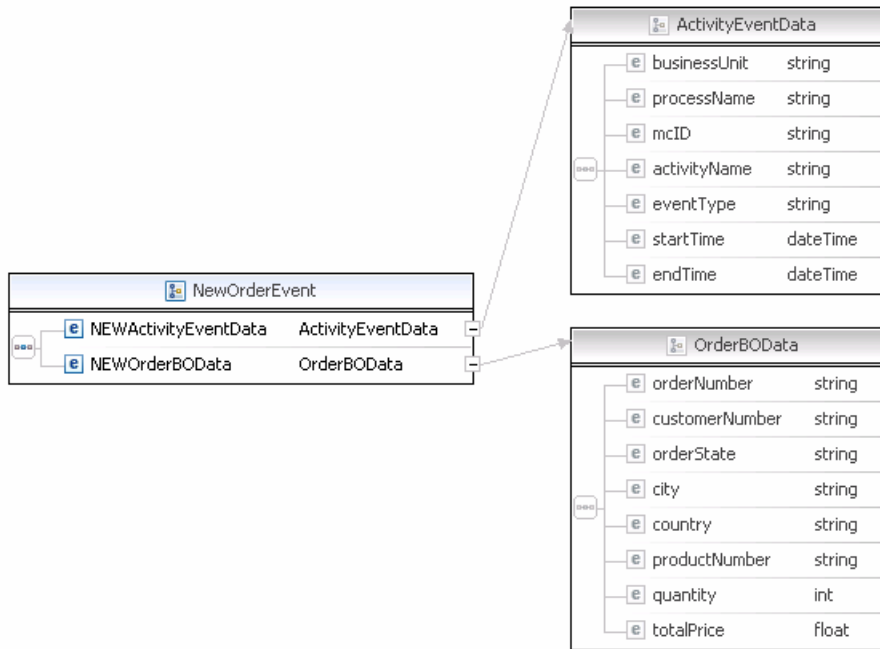 ActivityEventData
e businessUnit string
e processName string
e mcID string
e activityName string
e eventType string
e startTime dateTime
e endTime dateTime
NewOrderEvent
e NEWActivityEventData ActivityEventData
e NEWOrderBOData OrderBOData
OrderBOData
e orderNumber string
e customerNumber string
e orderState string
e city string
e country string
e productNumber string
e quantity int
e totalPrice float